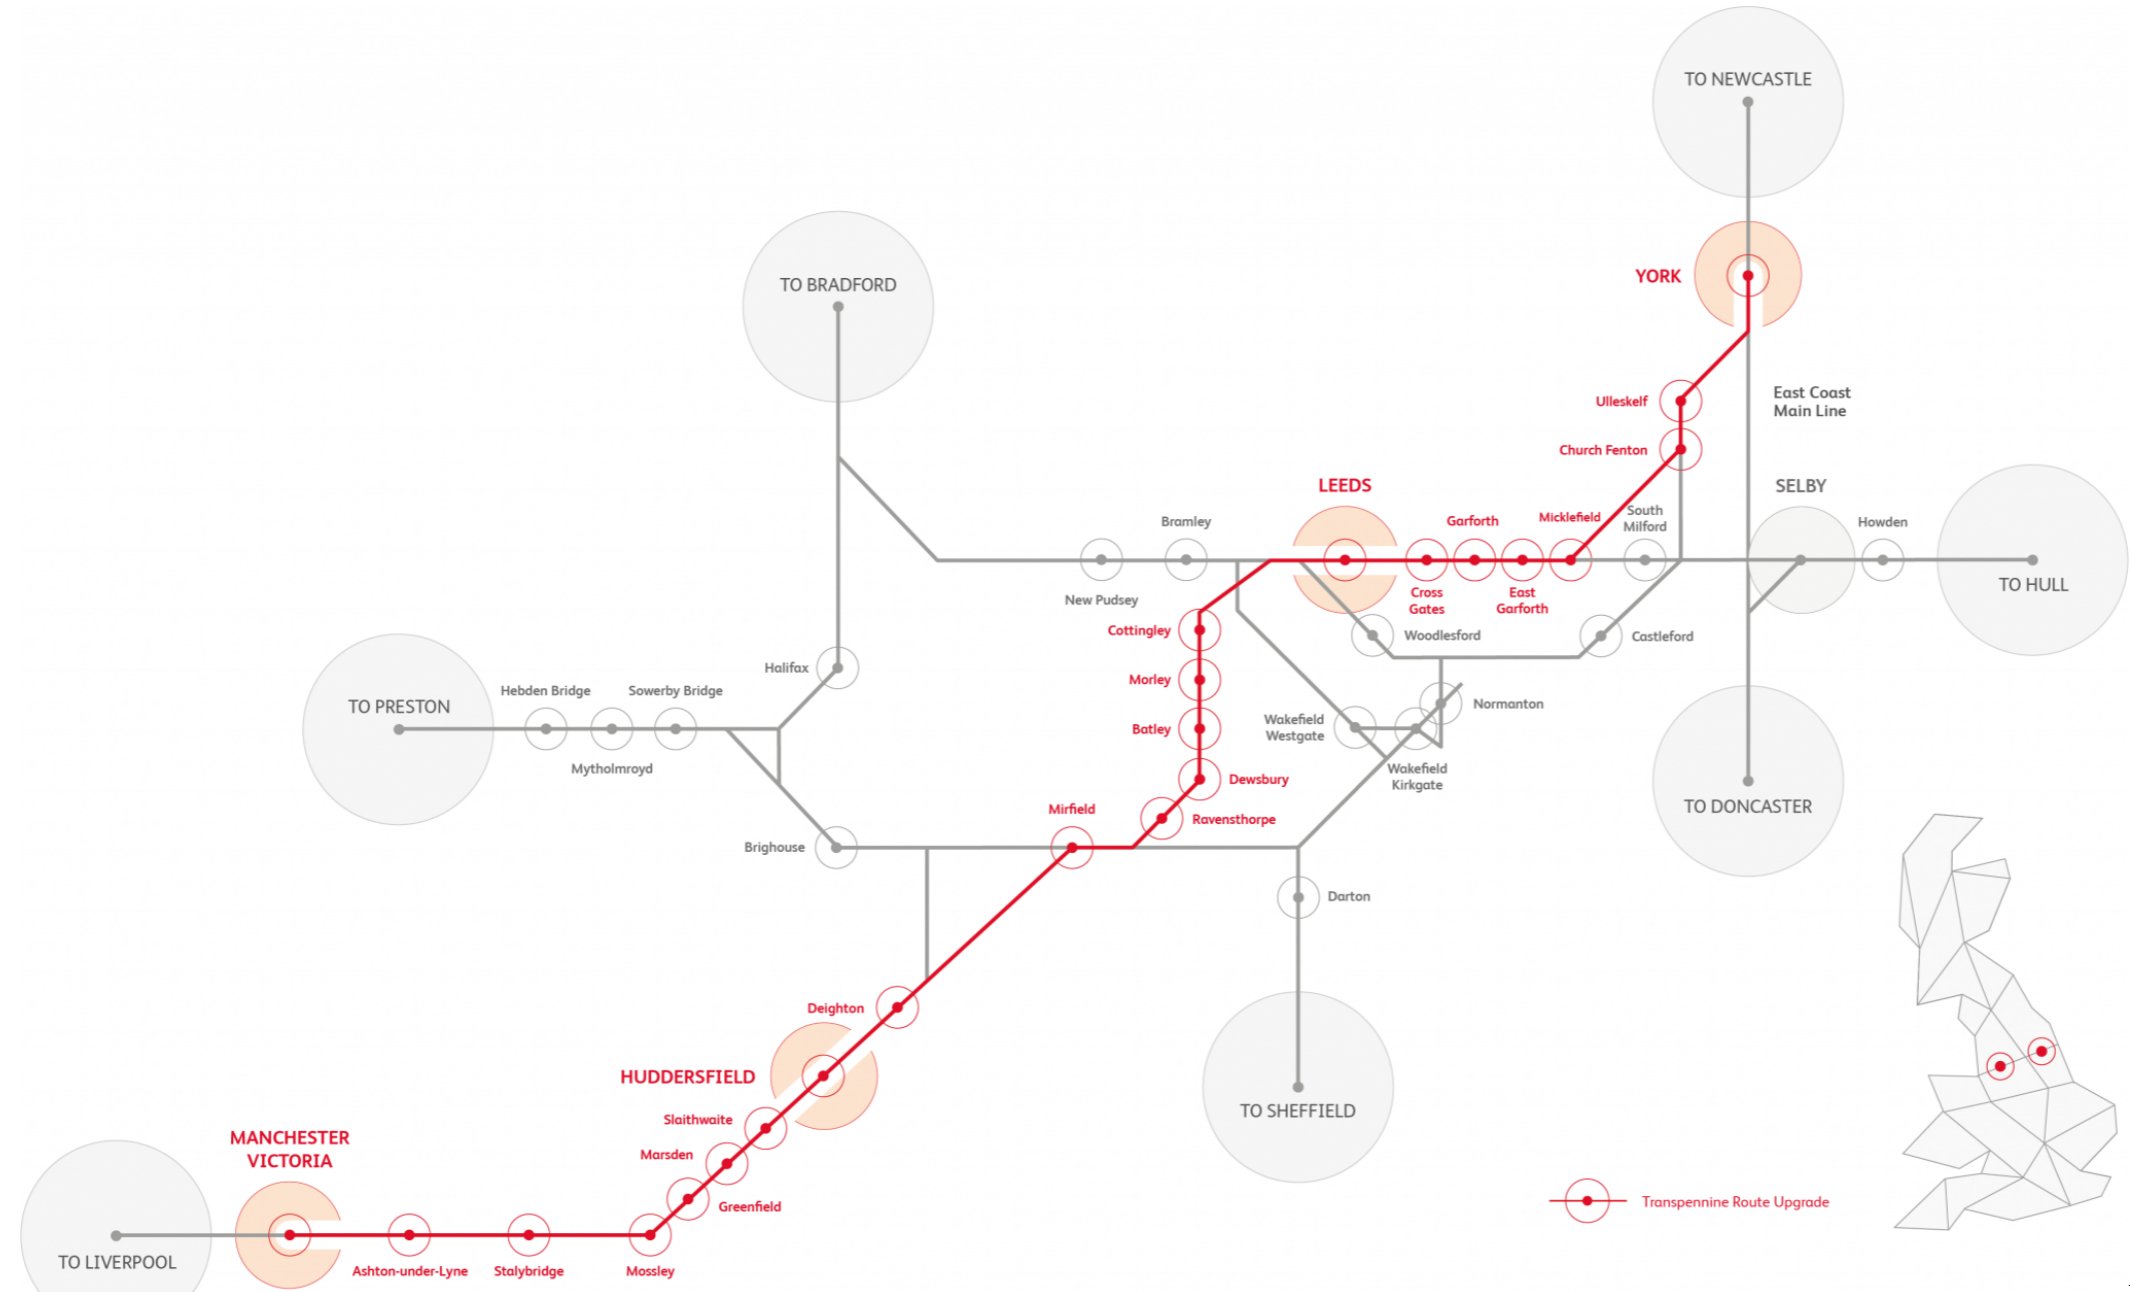 TO NEWCASTLE
YORK
TO BRADFORD
Ulleskelf
East Coast
Main Line
Church Fenton
LEEDS
SELBY
Bramley
Garforth
Micklefield
South
Milford
Howden
New Pudsey
Cross
Gates
East
Garforth
TO HULL
Cottingley
Woodlesford
Castleford
Halifax
Morley
TO PRESTON
Hebden Bridge
Sowerby Bridge
Normanton
Wakefield
Westgate
Batley
Mytholmroyd
Wakefield
Kirkgate
Dewsbury
TO DONCASTER
Mirfield
Ravensthorpe
Brighouse
Darton
Deighton
HUDDERSFIELD
TO SHEFFIELD
Slaithwaite
MANCHESTER
VICTORIA
Marsden
Greenfield
Transpennine Route Upgrade
TO LIVERPOOL
Ashton-under-Lyne
Stalybridge
Mossley